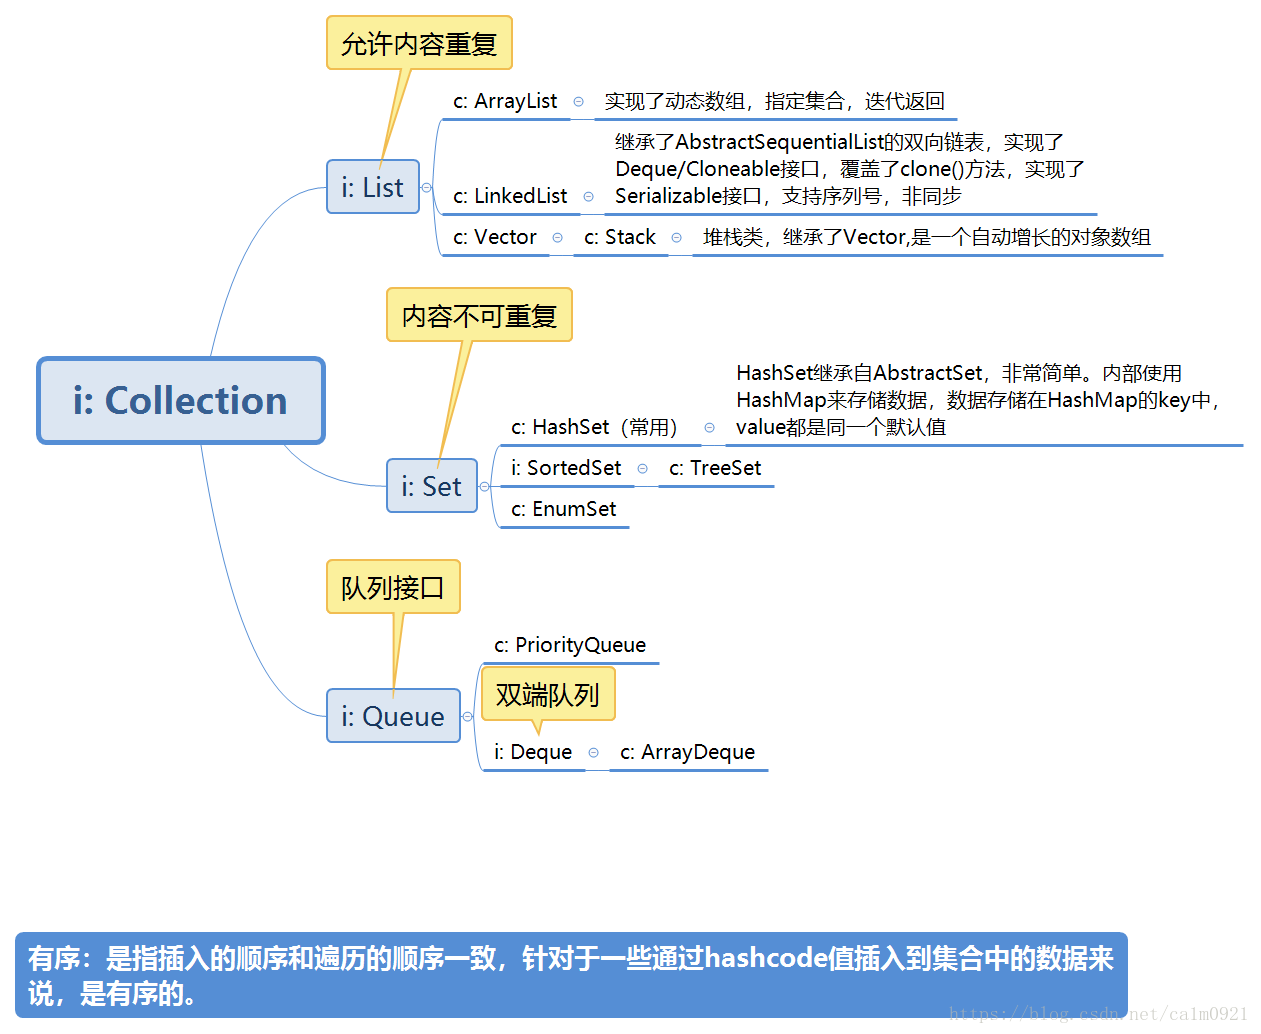 允许内容重复
c: ArrayList
实现了动态数组，指定集合，迭代返回
继承了AbstractSequentialList的双向链表，实现了
Deque/Cloneable接口，覆盖了clone()方法，实现了
Serializable接口，支持序列号，非同步
c: LinkedList
i: List
c: Vector
c: Stack
堆栈类，继承了Vector,是一个自动增长的对象数组
内容不可重复
i: Collection
HashSet继承自AbstractSet，非常简单。内部使用
HashMap来存储数据，数据存储在HashMap的key中，
value都是同一个默认值
c: HashSet（常用）
i: SortedSet
c: TreeSet
i: Set
c: EnumSet
队列接口
c: PriorityQueue
双端队列
i: Queue
i: Deque
c: ArrayDeque
有序：是指插入的顺序和遍历的顺序一致，针对于一些通过hashcode值插入到集合中的数据来
说，是有序的。
https://blog.csdn.net/ca1m0921